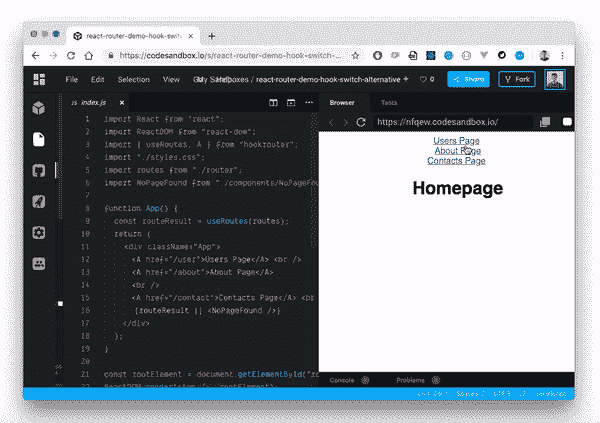 react-router-demo-hook-switch
https://codesandbox.io/s/react-router-demo-hook-switch-...
File Edit Selection View / react-router-demo-hook-switch-alternative 0 Share Fork
JS index.js
Browser Tests
https://nfqew.codesandbox.io/
1 import React from "react";
2 import ReactDOM from "react-dom";
3 import { useRoutes, A } from "hookrouter";
4 import "./styles.css";
5 import routes from "./router";
6 import NoPageFound from "./components/NoPageFoun
7
8 function App() {
9 const routeResult = useRoutes(routes);
10 return (
11 <div className="App">
12 <A href="/user">Users Page</A> <br />
13 <A href="/about">About Page</A>
14 <br />
15 <A href="/contact">Contacts Page</A> <br
16 {routeResult || <NoPageFound />}
17 </div>
18 );
19 }
20
21 const rootElement = document.getElementById("ro
Users Page
About Page
Contacts Page
Homepage
Console 0 Problems 0